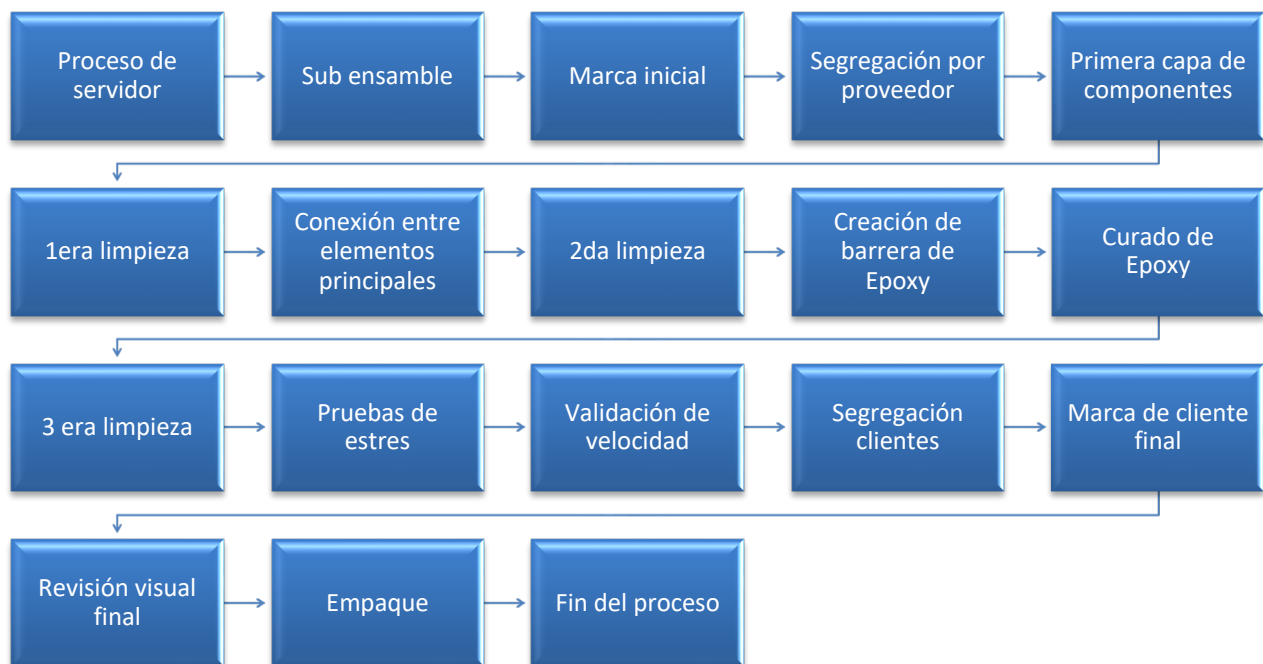 Proceso de
servidor
Sub ensamble
Marca inicial
Segregación por
proveedor
Primera capa de
componentes
1era limpieza
Conexión entre
elementos
principales
2da limpieza
Creación de
barrera de
Epoxy
Curado de
Epoxy
3 era limpieza
Pruebas de
estres
Validación de
velocidad
Segregación
clientes
Marca de cliente
final
Revisión visual
final
Empaque
Fin del proceso